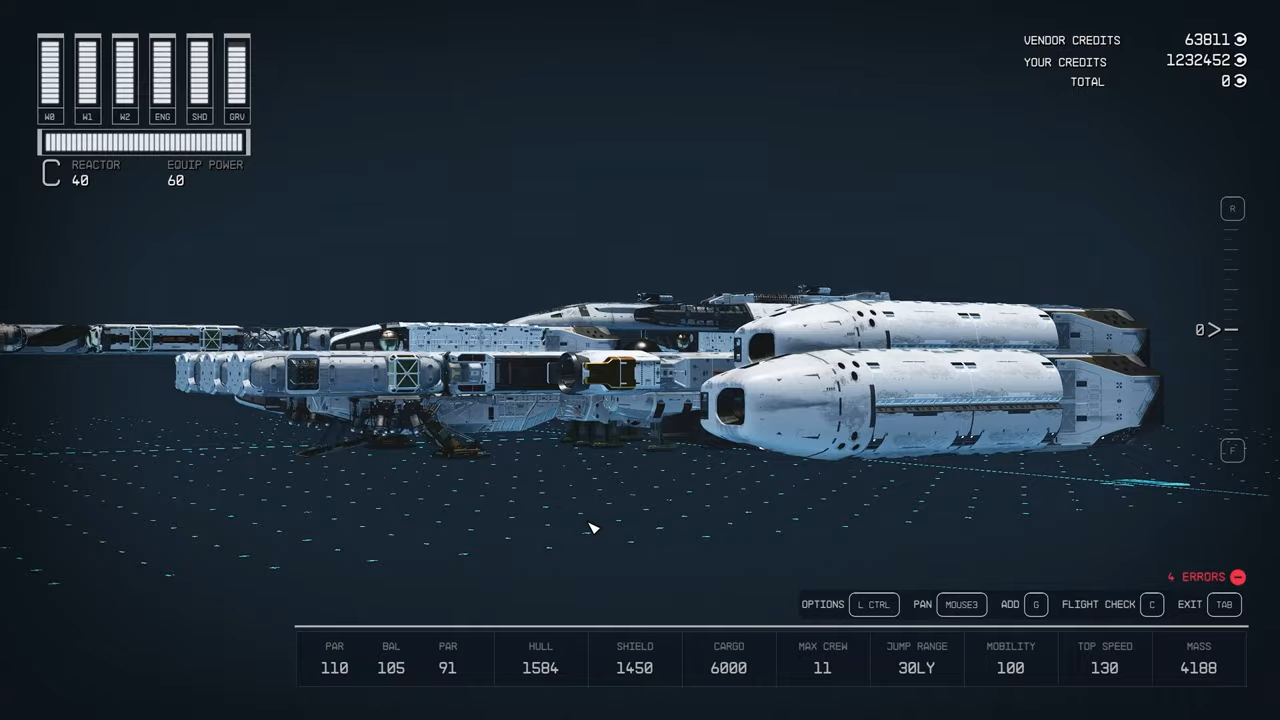 W0 W1 W2 ENG SHD GRV
C REACTOR EQUIP POWER
40 60
VENDOR CREDITS 63811
YOUR CREDITS 1232452
TOTAL 0
R
0
F
4 ERRORS
OPTIONS L CTRL PAN MOUSE3 ADD G FLIGHT CHECK C EXIT TAB
PAR BAL PAR HULL SHIELD CARGO MAX CREW JUMP RANGE MOBILITY TOP SPEED MASS
110 105 91 1584 1450 6000 11 30LY 100 130 4188